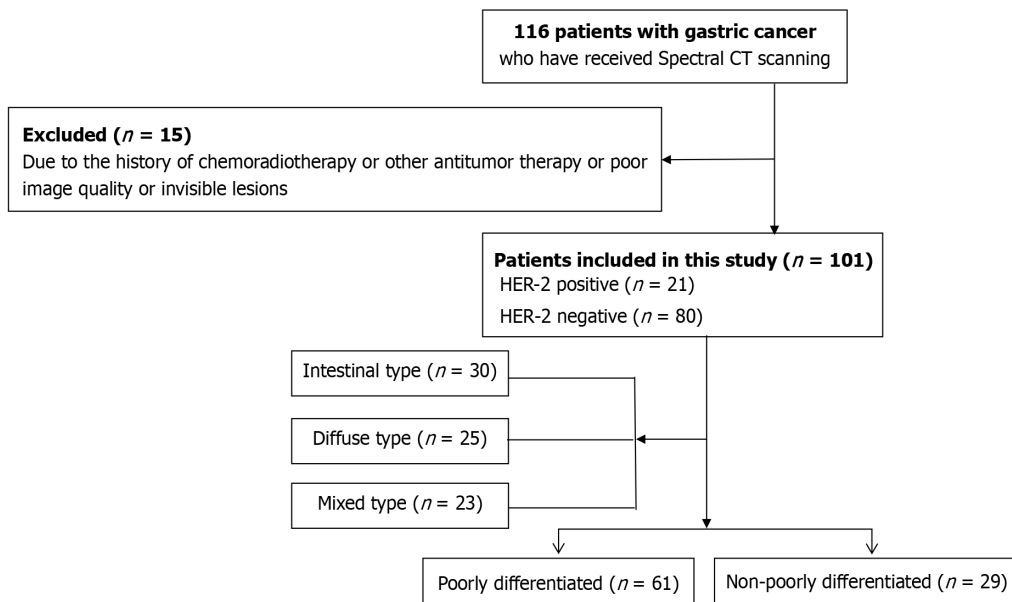 116 patients with gastric cancer
who have received Spectral CT scanning
Excluded (n = 15)
Due to the history of chemoradiotherapy or other antitumor therapy or poor
image quality or invisible lesions
Patients included in this study (n = 101)
HER-2 positive (n = 21)
HER-2 negative (n = 80)
Intestinal type (n = 30)
Diffuse type (n = 25)
Mixed type (n = 23)
Poorly differentiated (n = 61)
Non-poorly differentiated (n = 29)